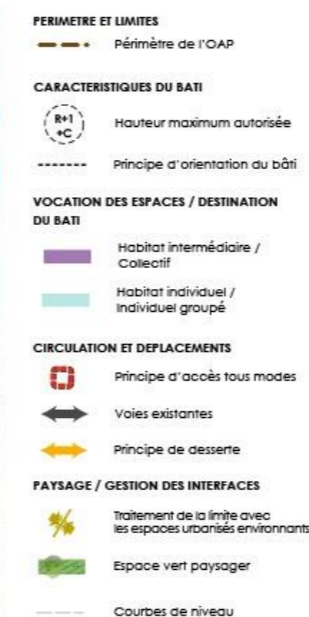 PERIMETRE ET LIMITES
Périmètre de l'OAP
CARACTERISTIQUES DU BATI
R+1
+C
Hauteur maximum autorisée
Principe d'orientation du bâti
VOCATION DES ESPACES / DESTINATION
DU BATI
Habitat intermédiaire /
Collectif
Habitat individuel /
Individuel groupé
CIRCULATION ET DEPLACEMENTS
Principe d'accès tous modes
Voies existantes
Principe de desserte
PAYSAGE / GESTION DES INTERFACES
Traitement de la limite avec
les espaces urbanisés environnants
Espace vert paysager
Courbes de niveau